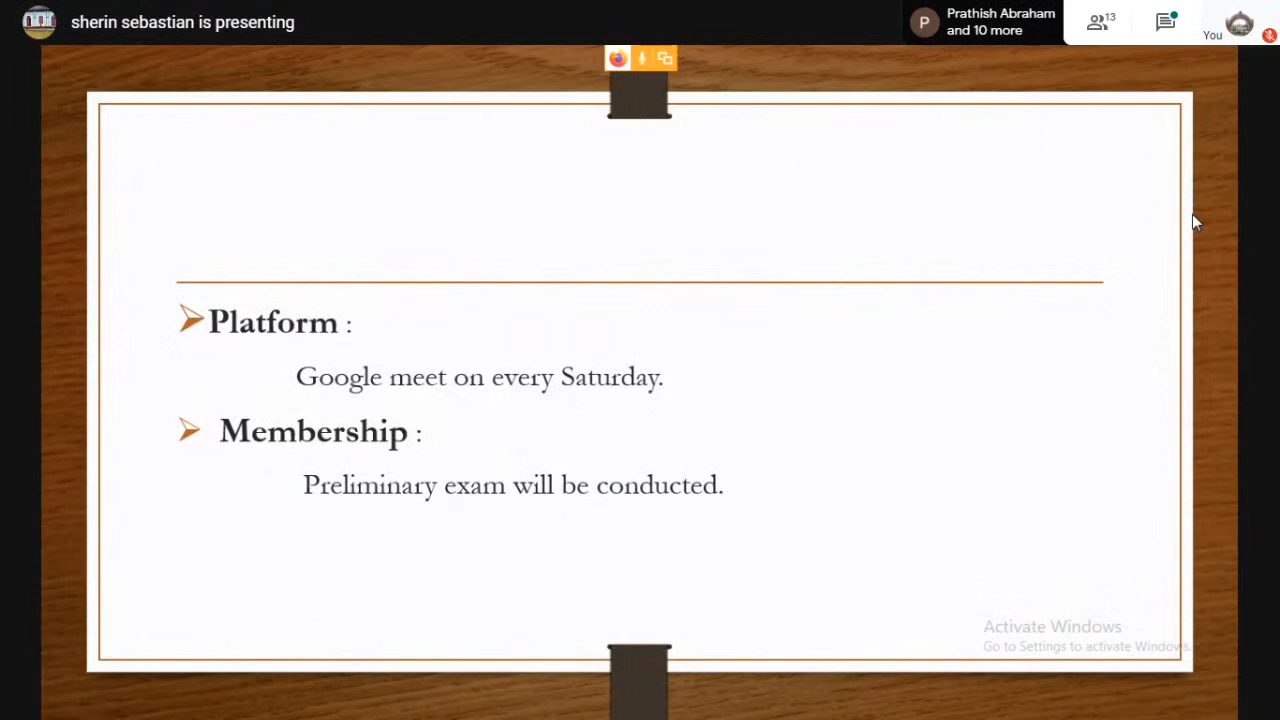 sherin sebastian is presenting
P
Prathish Abraham
and 10 more
13
You
Platform :
Google meet on every Saturday.
Membership :
Preliminary exam will be conducted.
Activate Windows
Go to Settings to activate Windows.